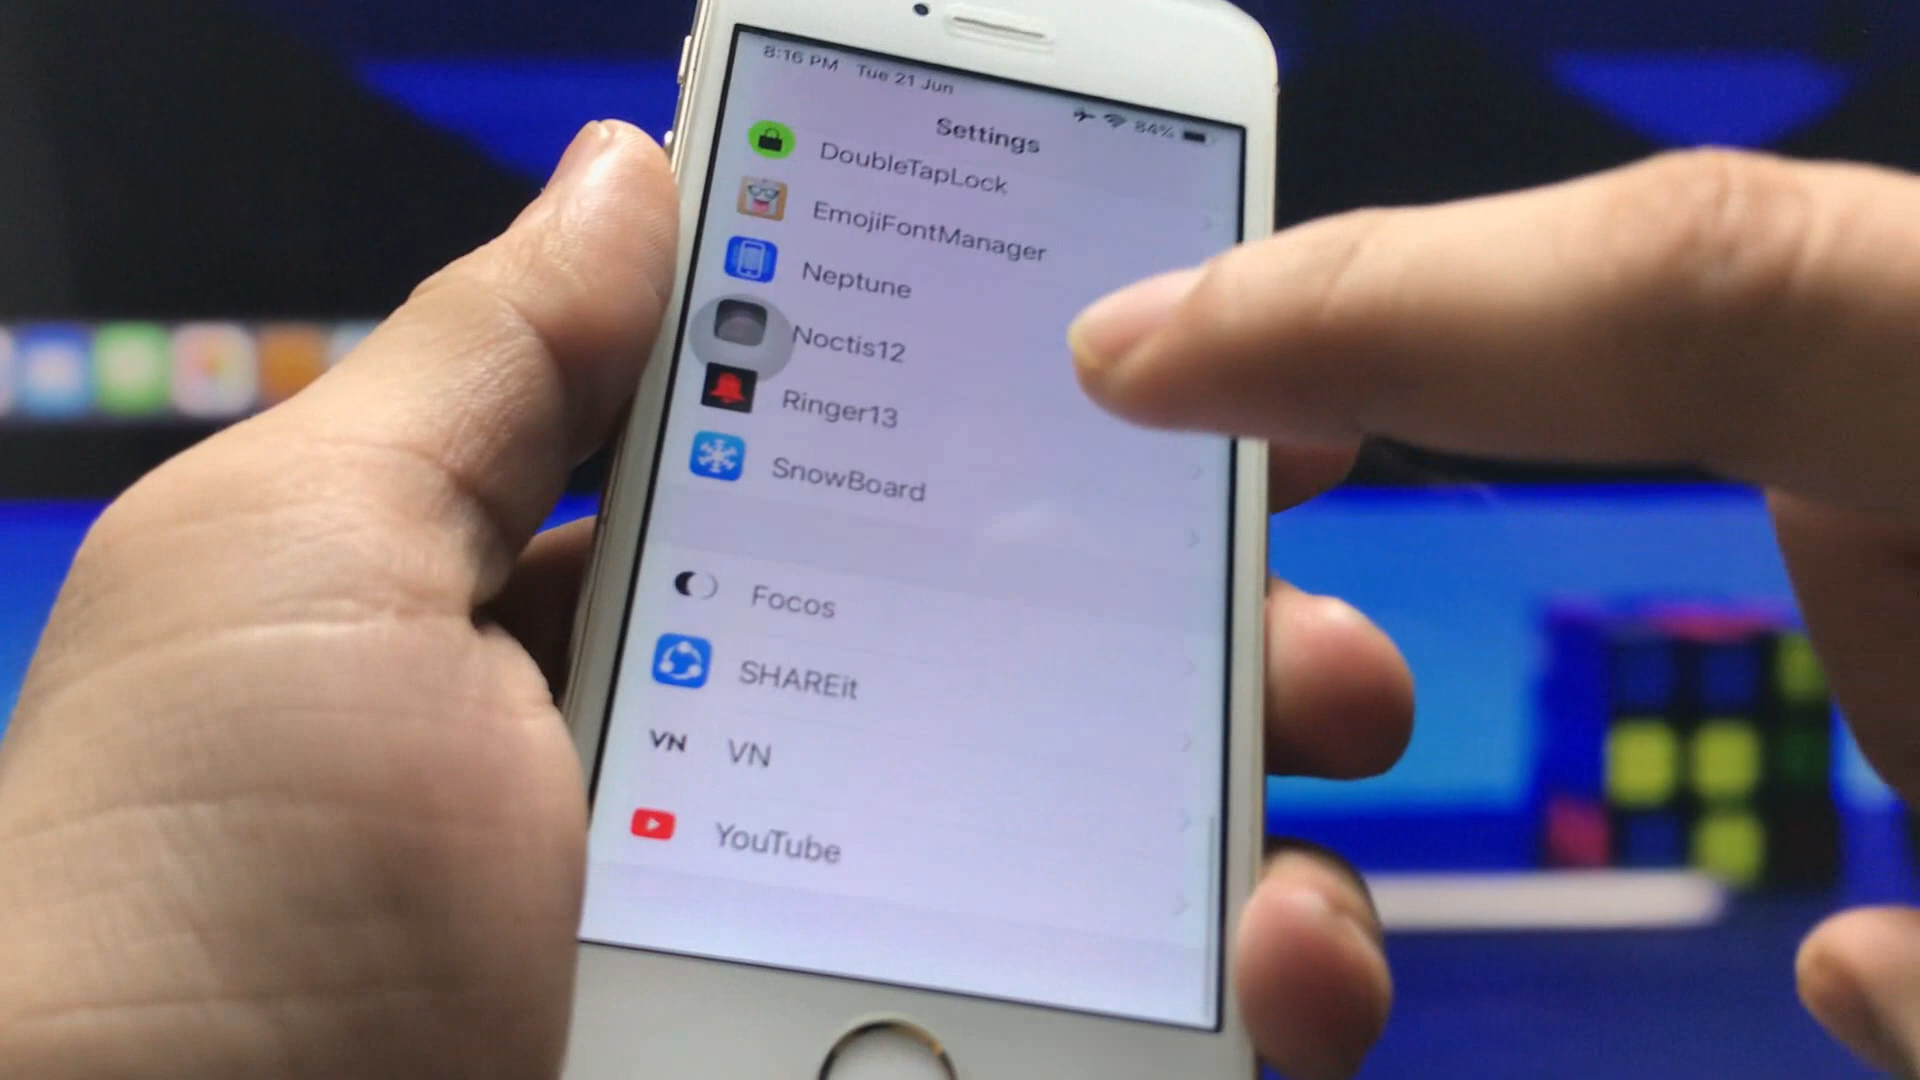 8:16 PM Tue 21 Jun
84%
Settings
DoubleTapLock
EmojiFontManager
Neptune
Noctis12
Ringer13
SnowBoard
Focos
SHAREit
VN VN
YouTube